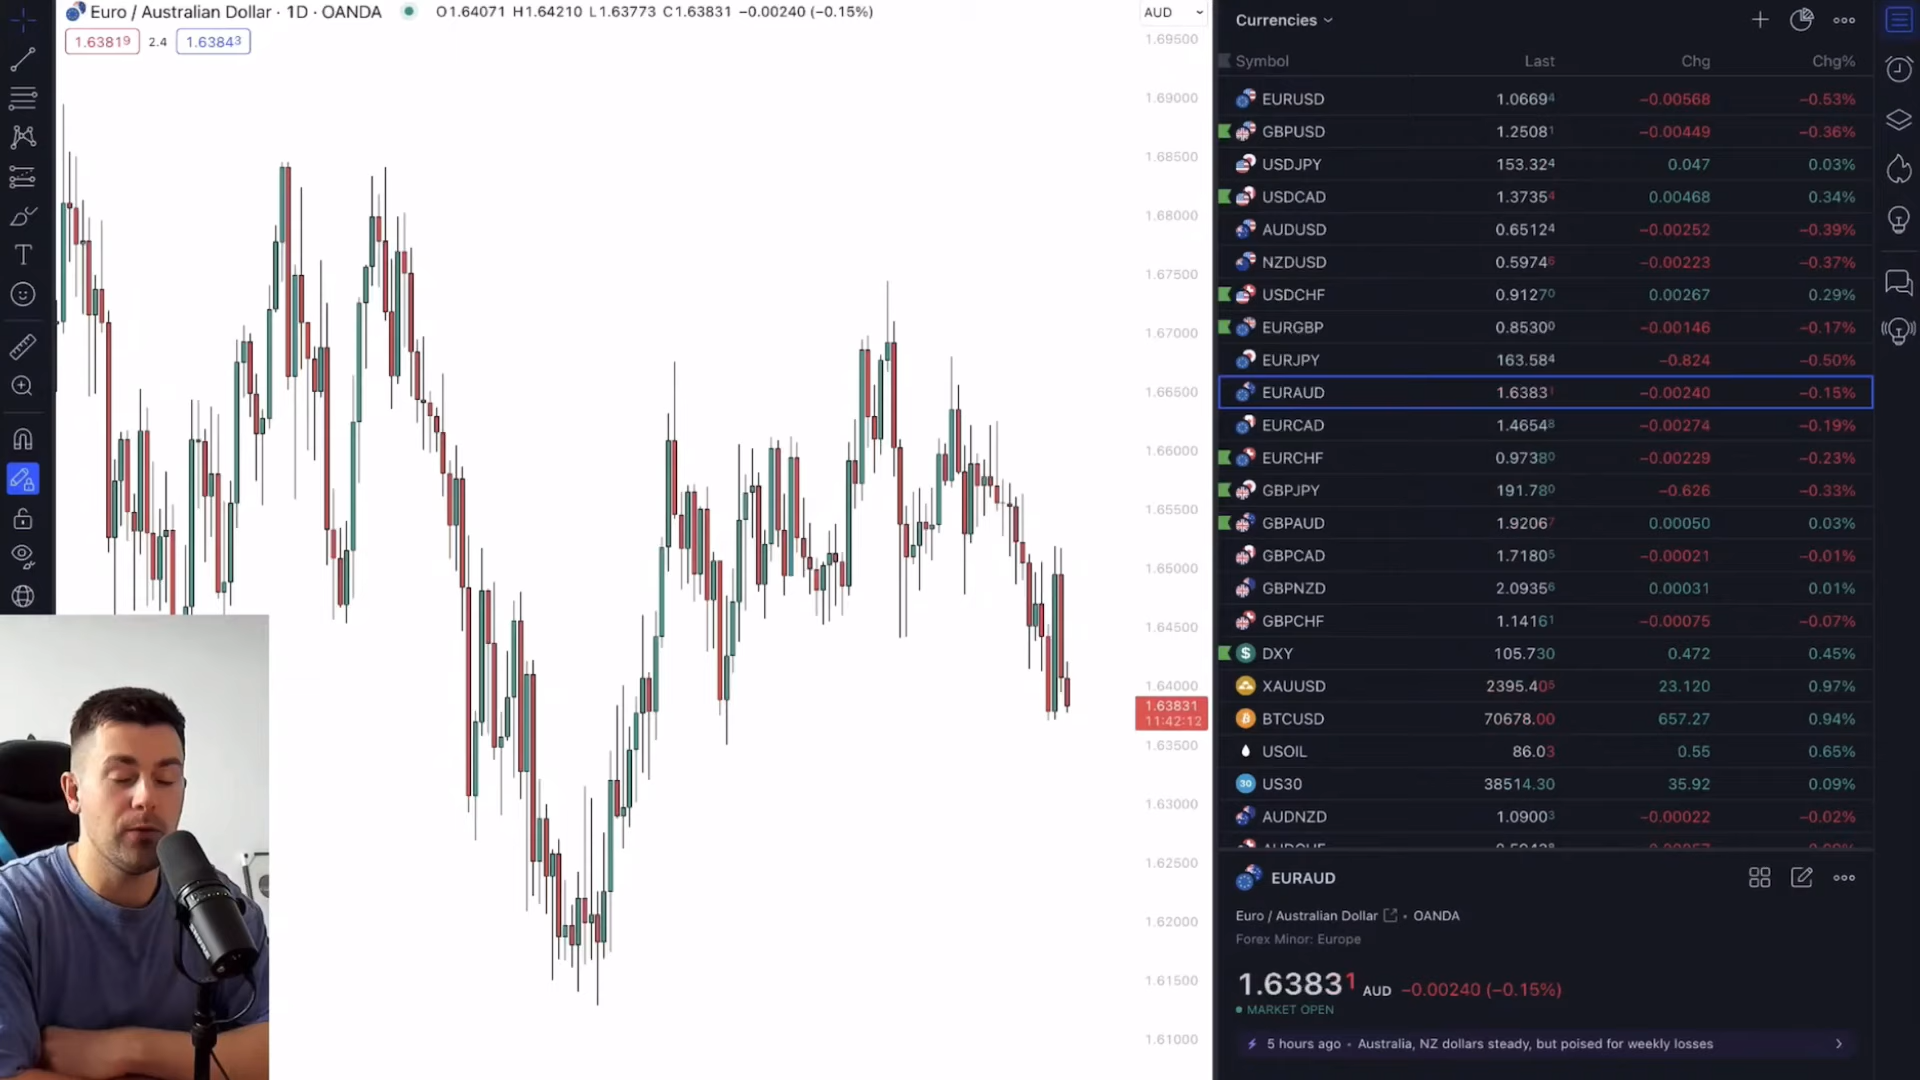 Euro / Australian Dollar · 1D · OANDA O1.64071 H1.64210 L1.63773 C1.63831 −0.00240 (−0.15%)
1.63819 2.4 1.63843
AUD
1.69500
1.69000
1.68500
1.68000
1.67500
1.67000
1.66500
1.66000
1.65500
1.65000
1.64500
1.64000
1.63831
11:42:12
1.63500
1.63000
1.62500
1.62000
1.61500
1.61000
Currencies
Symbol Last Chg Chg%
EURUSD 1.06694 −0.00568 −0.53%
GBPUSD 1.25081 −0.00449 −0.36%
USDJPY 153.324 0.047 0.03%
USDCAD 1.37354 0.00468 0.34%
AUDUSD 0.65124 −0.00252 −0.39%
NZDUSD 0.59746 −0.00223 −0.37%
USDCHF 0.91270 0.00267 0.29%
EURGBP 0.85300 −0.00146 −0.17%
EURJPY 163.584 −0.824 −0.50%
EURAUD 1.63831 −0.00240 −0.15%
EURCAD 1.46548 −0.00274 −0.19%
EURCHF 0.97380 −0.00229 −0.23%
GBPJPY 191.780 −0.626 −0.33%
GBPAUD 1.92067 0.00050 0.03%
GBPCAD 1.71805 −0.00021 −0.01%
GBPNZD 2.09356 0.00031 0.01%
GBPCHF 1.14161 −0.00075 −0.07%
DXY 105.730 0.472 0.45%
XAUUSD 2395.405 23.120 0.97%
BTCUSD 70678.00 657.27 0.94%
USOIL 86.03 0.55 0.65%
30 US30 38514.30 35.92 0.09%
AUDNZD 1.09003 −0.00022 −0.02%
EURAUD
Euro / Australian Dollar · OANDA
Forex Minor: Europe
1.63831 AUD −0.00240 (−0.15%)
MARKET OPEN
5 hours ago · Australia, NZ dollars steady, but poised for weekly losses